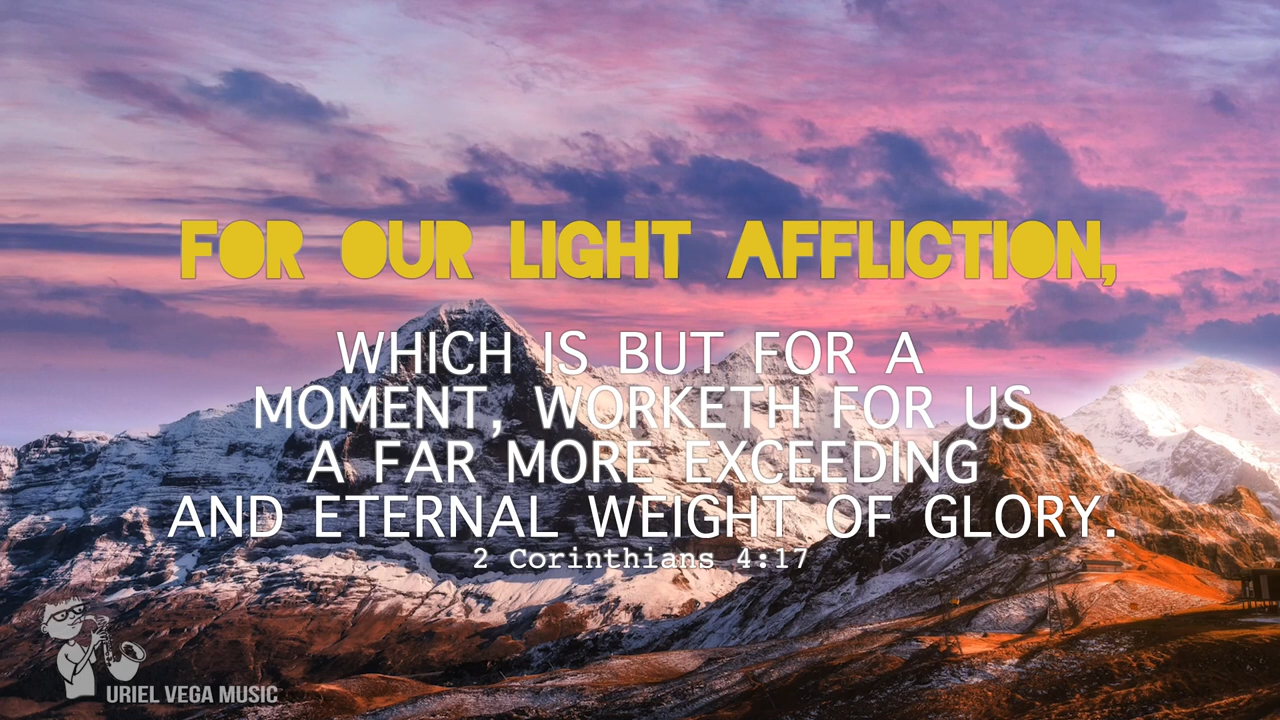 FOR OUR LIGHT AFFLICTION,
WHICH IS BUT FOR A
MOMENT, WORKETH FOR US
A FAR MORE EXCEEDING
AND ETERNAL WEIGHT OF GLORY.
2 Corinthians 4:17
URIEL VEGA MUSIC